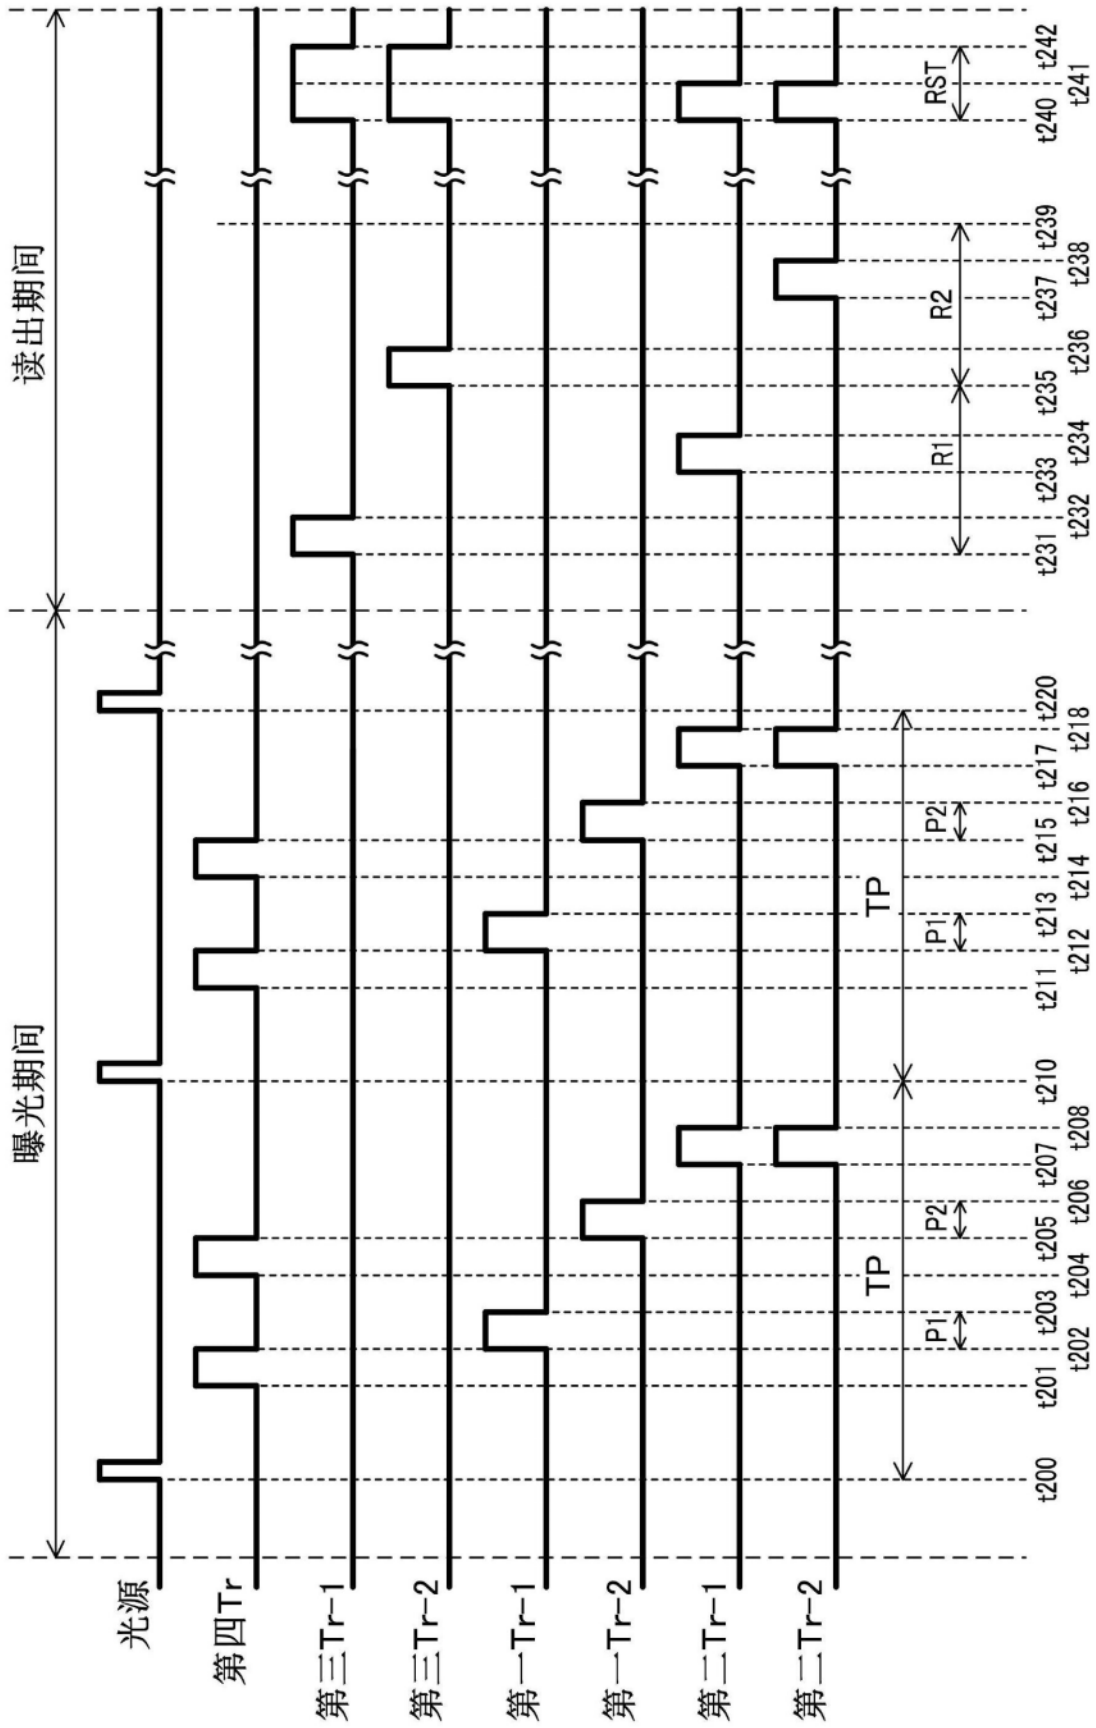 曝光期间 读出期间
光源
第四Tr
第三Tr-1
第三Tr-2
第一Tr-1
第一Tr-2
第二Tr-1
第二Tr-2
TP TP
P1 P2 P1 P2 R1 R2 RST
t200 t201 t203 t205 t207 t210 t211 t213 t215 t217 t220 t231 t233 t235 t237 t239 t240 t242
t202 t204 t206 t208 t212 t214 t216 t218 t232 t234 t236 t238 t241